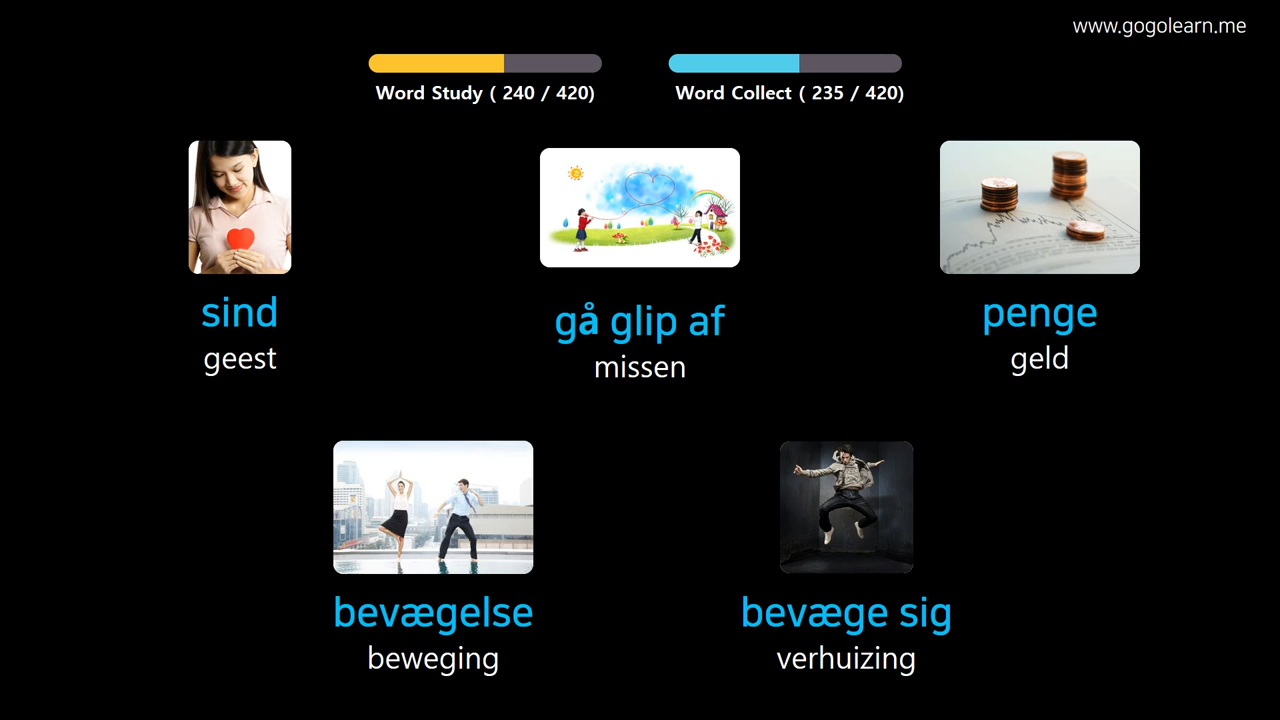 www.gogolearn.me
Word Study ( 240 / 420)
Word Collect ( 235 / 420)
sind
geest
gå glip af
missen
penge
geld
bevægelse
beweging
bevæge sig
verhuizing